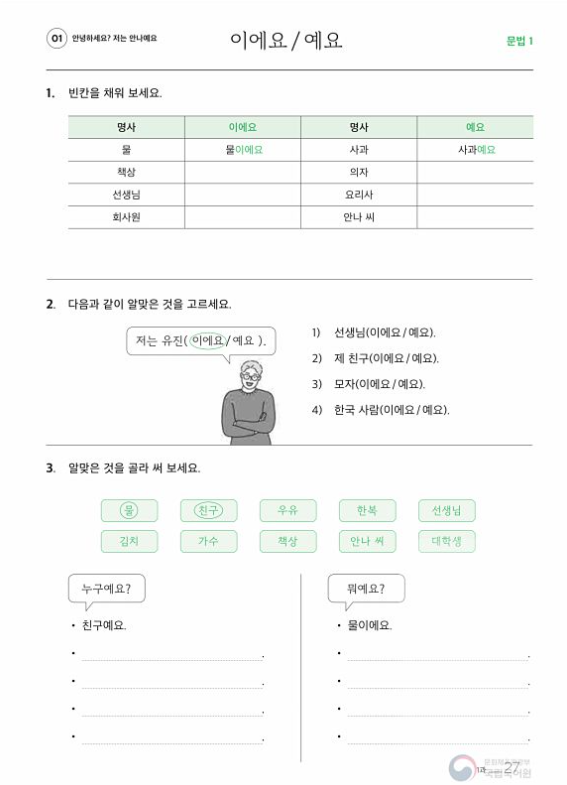 01 안녕하세요? 저는 안나예요
이에요 / 예요
문법 1
1. 빈칸을 채워 보세요.
명사 이에요 명사 예요
물 물이에요 사과 사과예요
책상 의자
선생님 요리사
회사원 안나 씨
2. 다음과 같이 알맞은 것을 고르세요.
저는 유진( 이에요 / 예요 ).
1) 선생님(이에요 / 예요).
2) 제 친구(이에요 / 예요).
3) 모자(이에요 / 예요).
4) 한국 사람(이에요 / 예요).
3. 알맞은 것을 골라 써 보세요.
물 친구 우유 한복 선생님
김치 가수 책상 안나 씨 대학생
누구예요?
• 친구예요.
•
•
•
•
뭐예요?
• 물이에요.
•
•
•
•
문화체육관광부
국립국어원
1과 27